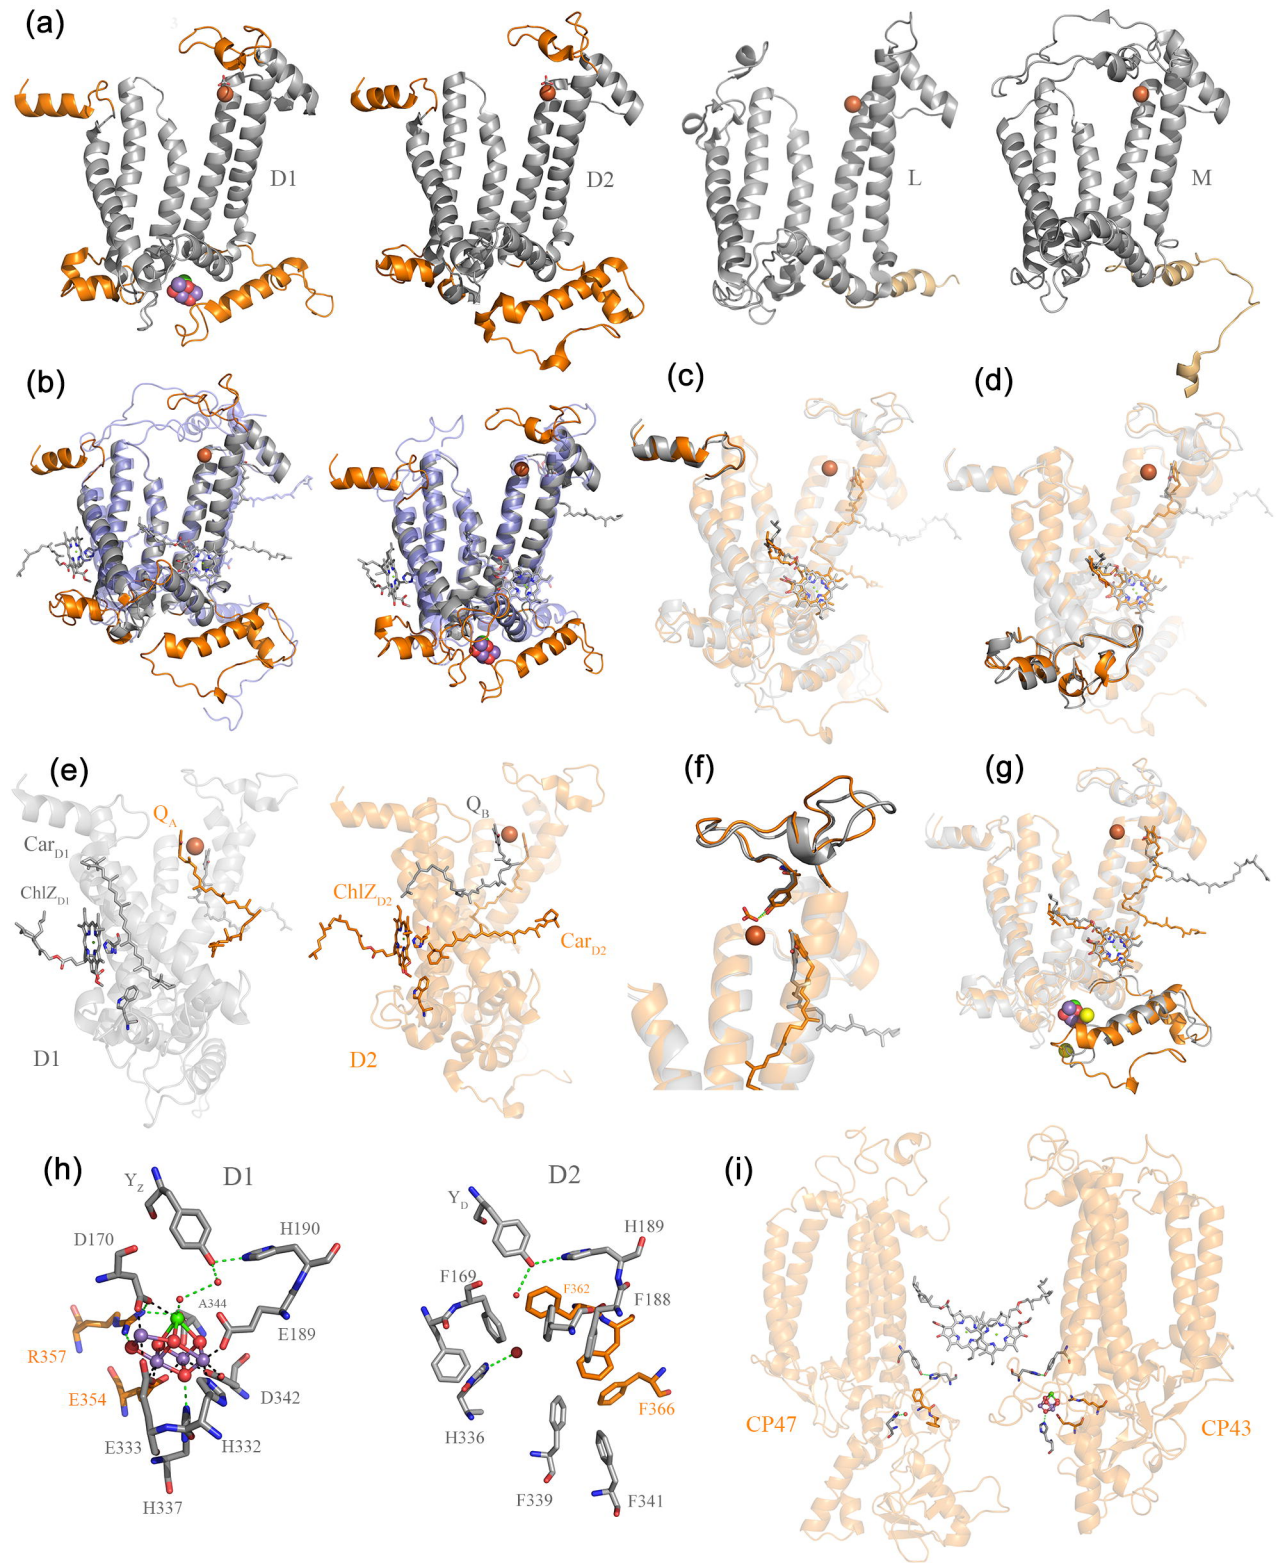 (a)
D1
D2
L
M
(b)
(c)
(d)
(e)
Q_A
Car_D1
ChlZ_D1
D1
Q_B
ChlZ_D2
Car_D2
D2
(f)
(g)
(h)
D1
Y_Z
D170
H190
A344
E189
R357
E354
D342
E333
H332
H337
D2
Y_D
H189
F169
F362
F188
F366
H336
F339
F341
(i)
CP47
CP43